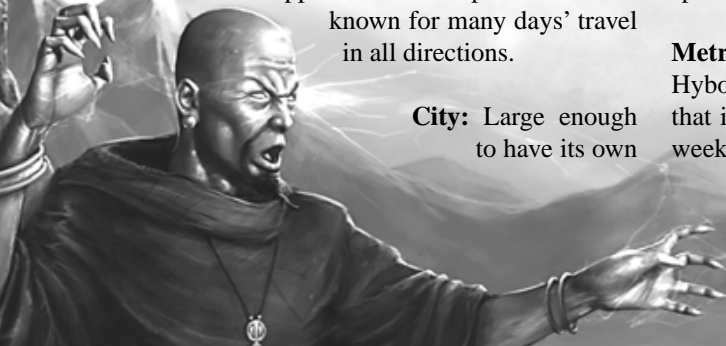 known for many days’ travel
in all directions.
City: Large enough
to have its own
Metr
Hybo
that i
week